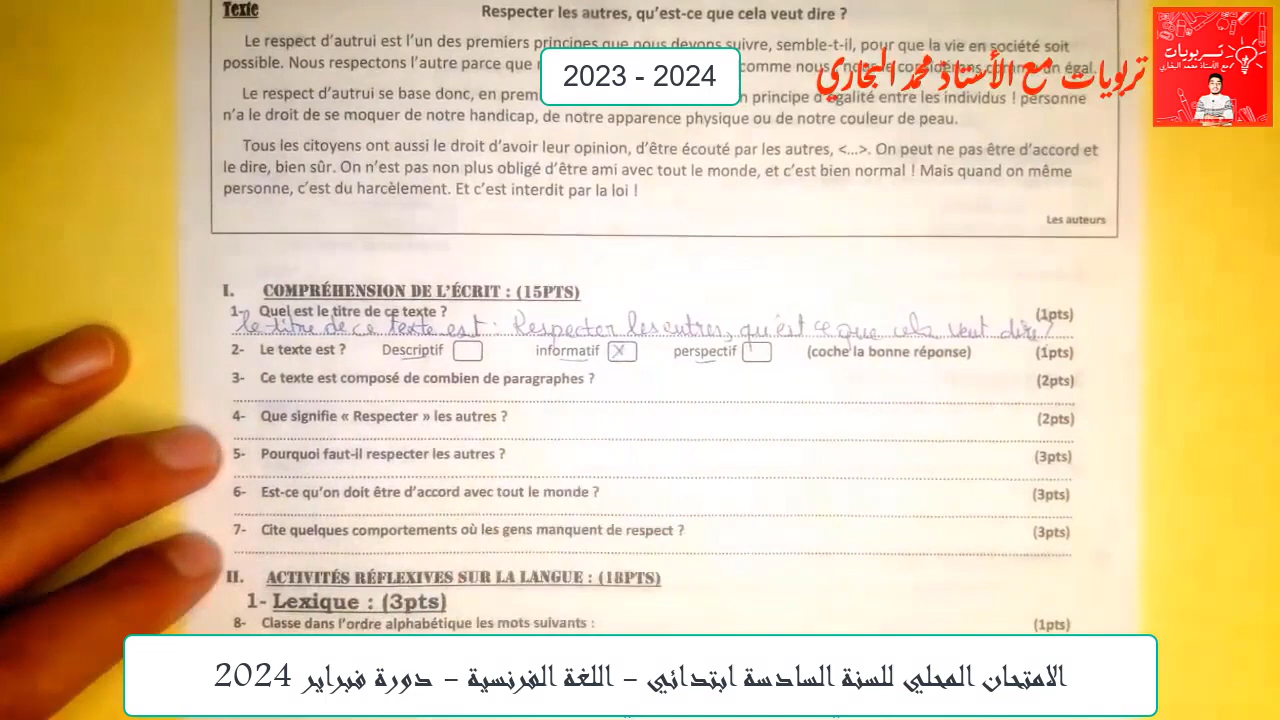 Texte
Respecter les autres, qu'est-ce que cela veut dire ?
Le respect d'autrui est l'un des premiers principes que nous devons suivre, semble-t-il, pour que la vie en société soit
possible. Nous respectons l'autre parce que comme nous considérons comme un égal.
2023 - 2024
تربويات مع الأستاذ محمد البخاري
تربويات
مع الأستاذ محمد البخاري
Le respect d'autrui se base donc, en prem n principe d'égalité entre les individus ! personne
n'a le droit de se moquer de notre handicap, de notre apparence physique ou de notre couleur de peau.
Tous les citoyens ont aussi le droit d'avoir leur opinion, d'être écouté par les autres, <...>. On peut ne pas être d'accord et
le dire, bien sûr. On n'est pas non plus obligé d'être ami avec tout le monde, et c'est bien normal ! Mais quand on même
personne, c'est du harcèlement. Et c'est interdit par la loi !
Les auteurs
I. COMPRÉHENSION DE L'ÉCRIT : (15PTS)
1- Quel est le titre de ce texte ? (1pts)
le titre de ce texte est : Respecter les autres, qu'est ce que cela veut dire ?
2- Le texte est ? Descriptif informatif X perspectif (coche la bonne réponse) (1pts)
3- Ce texte est composé de combien de paragraphes ? (2pts)
4- Que signifie « Respecter » les autres ? (2pts)
5- Pourquoi faut-il respecter les autres ? (3pts)
6- Est-ce qu'on doit être d'accord avec tout le monde ? (3pts)
7- Cite quelques comportements où les gens manquent de respect ? (3pts)
II. ACTIVITÉS RÉFLEXIVES SUR LA LANGUE : (18PTS)
1- Lexique : (3pts)
8- Classe dans l'ordre alphabétique les mots suivants : (1pts)
الامتحان المحلي للسنة السادسة ابتدائي - اللغة الفرنسية - دورة فبراير 2024